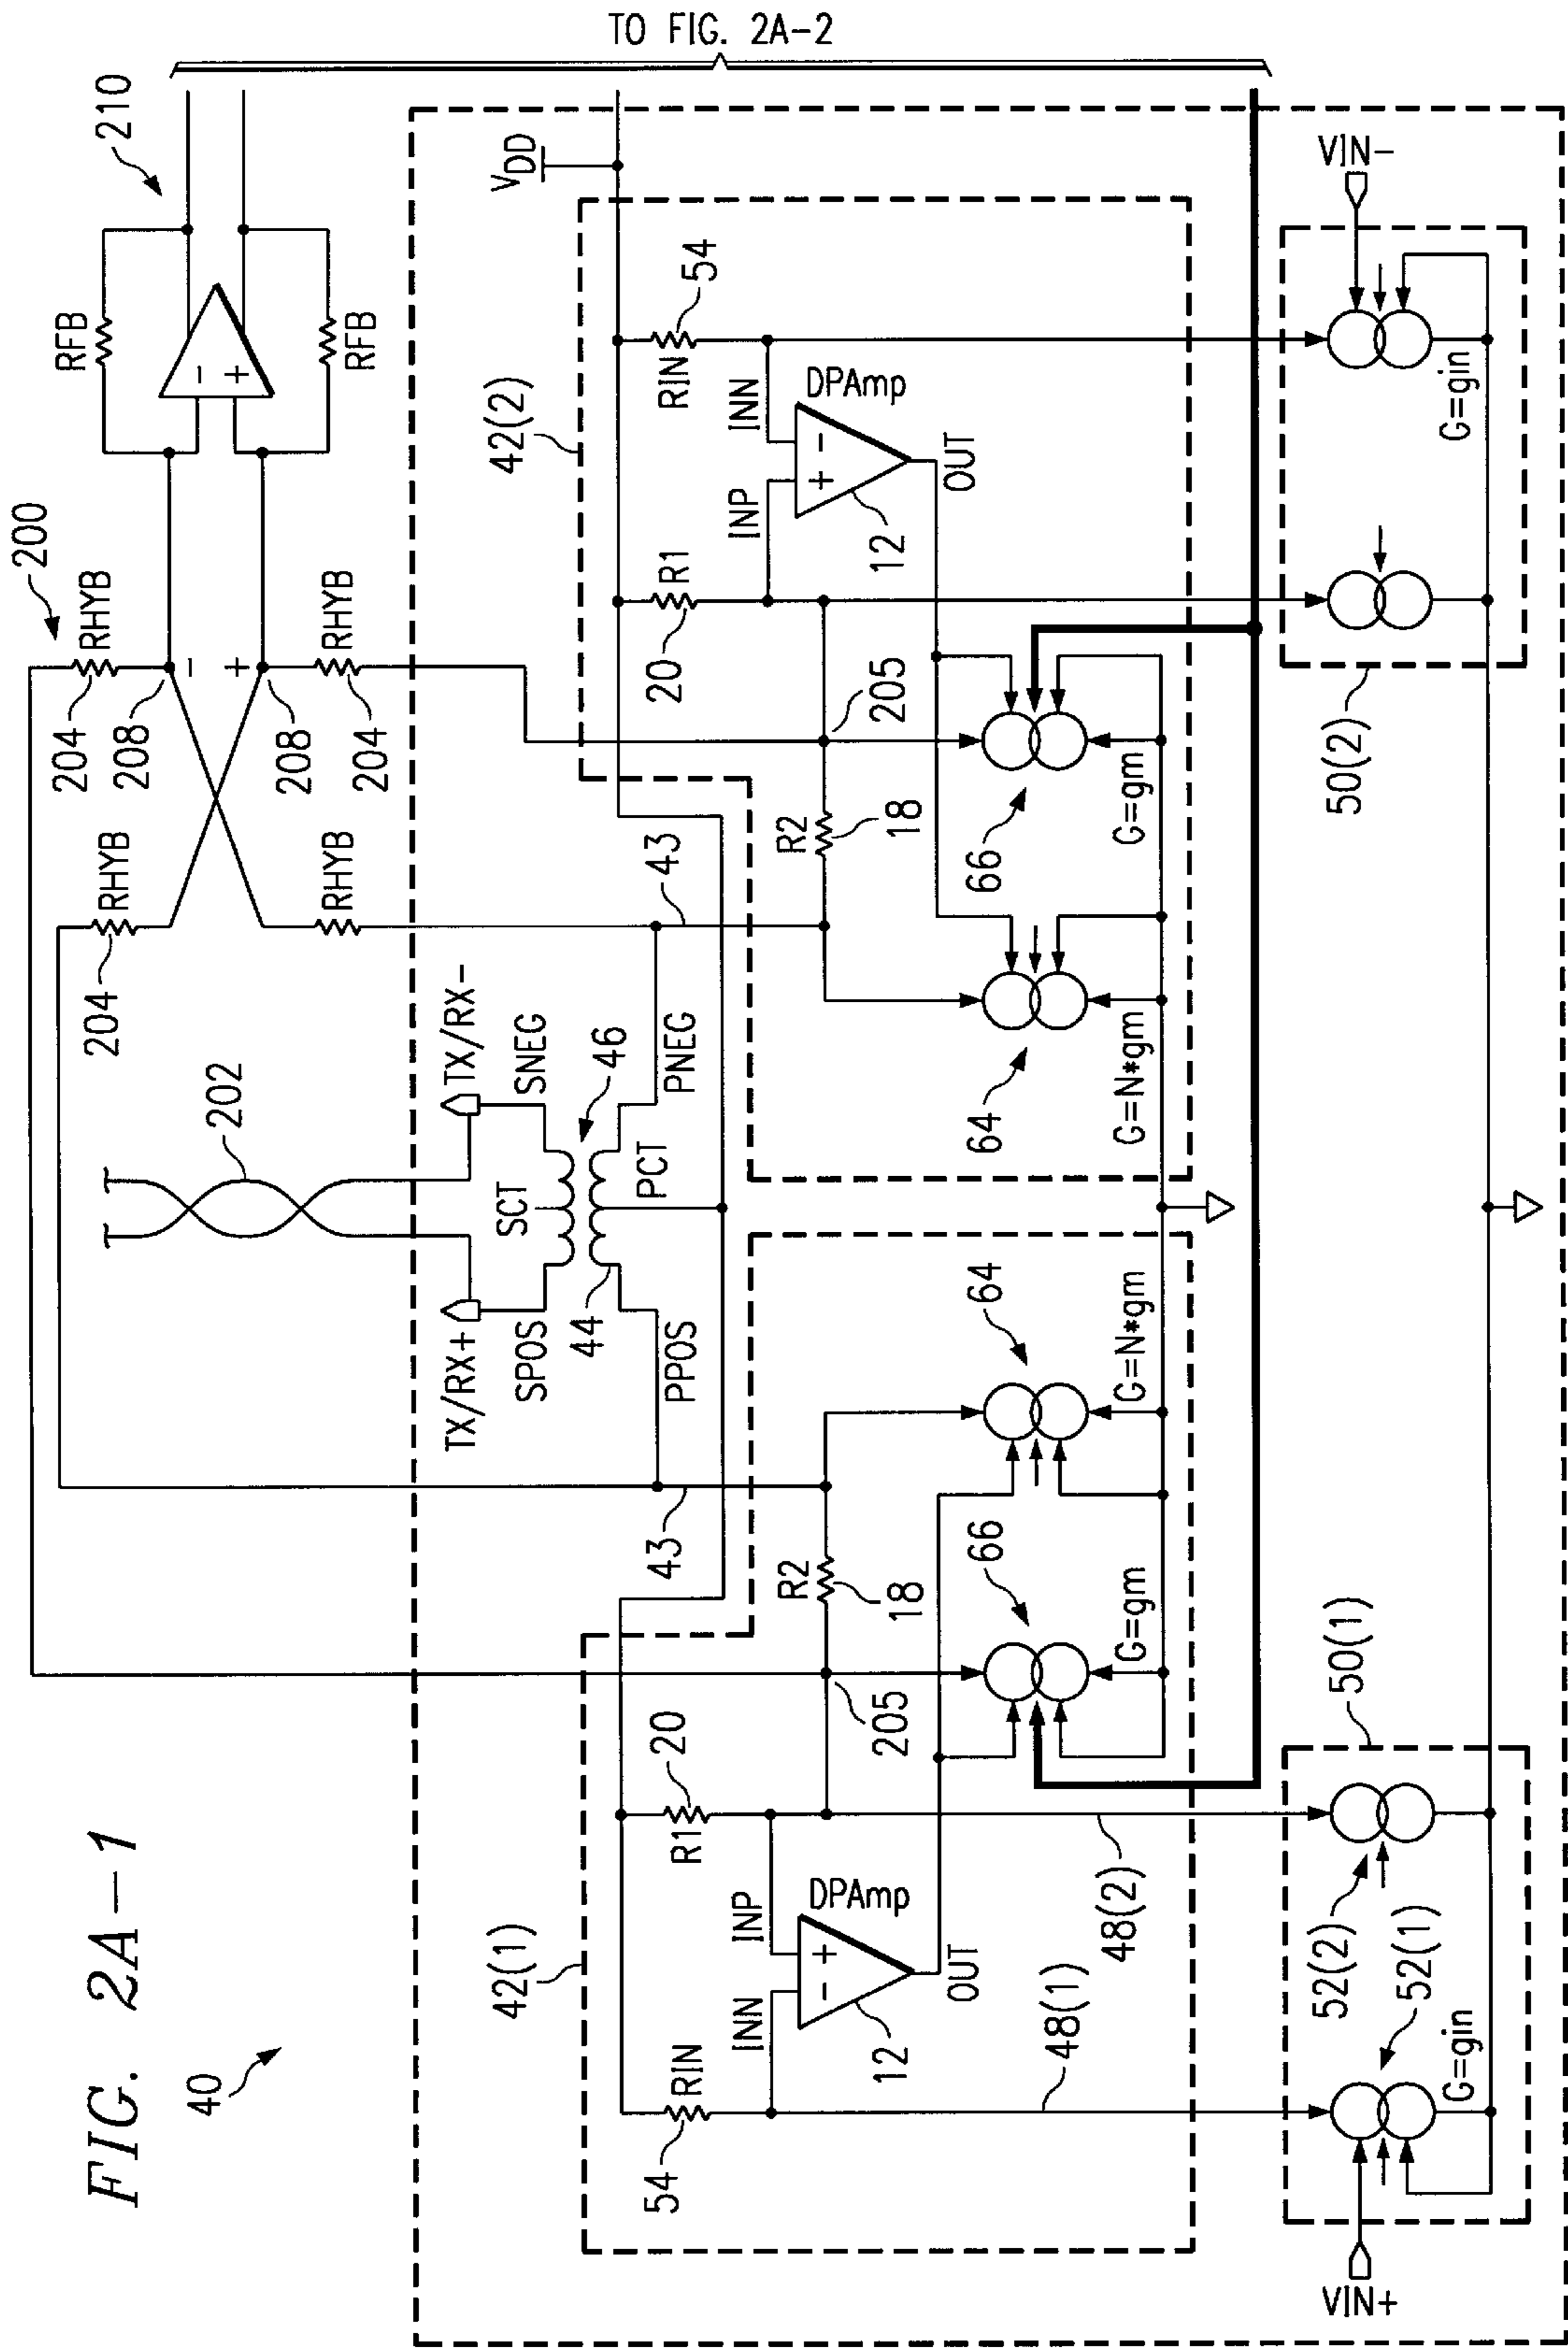 TO FIG. 2A-2
FIG. 2A-1
40
200
210
RFB
RFB
−
+
RHYB
204
208
−
+
208
RHYB
204
RHYB
204
RHYB
202
TX/RX+
TX/RX-
SPOS
SCT
SNEG
46
44
PPOS
PCT
PNEG
43
43
VDD
42(1)
54
RIN
INN
INP
−
+
DPAmp
12
OUT
R1
20
205
R2
18
66
G=gm
64
G=N*gm
48(1)
48(2)
42(2)
64
G=N*gm
R2
18
66
G=gm
205
20
R1
INP
INN
+
−
DPAmp
12
OUT
RIN
54
50(1)
52(2)
52(1)
G=gin
VIN+
50(2)
G=gin
VIN-